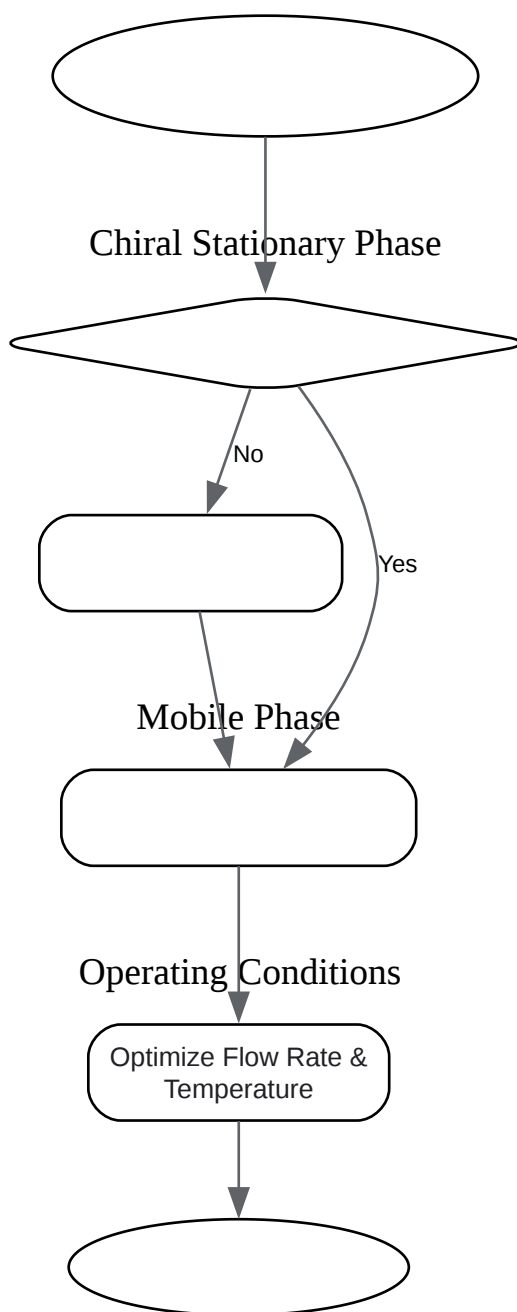 Chiral Stationary Phase
No
Yes
Mobile Phase
Operating Conditions
Optimize Flow Rate &
Temperature